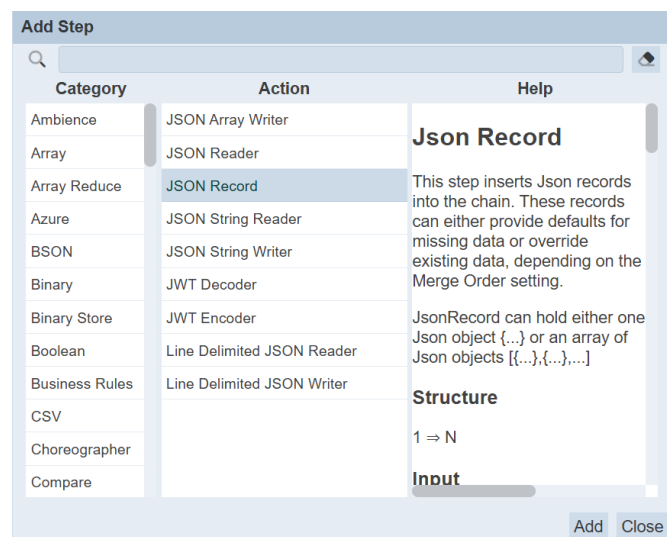 Add Step
Category
Action
Help
Ambience
Array
Array Reduce
Azure
BSON
Binary
Binary Store
Boolean
Business Rules
CSV
Choreographer
Compare
JSON Array Writer
JSON Reader
JSON Record
JSON String Reader
JSON String Writer
JWT Decoder
JWT Encoder
Line Delimited JSON Reader
Line Delimited JSON Writer
Json Record
This step inserts Json records
into the chain. These records
can either provide defaults for
missing data or override
existing data, depending on the
Merge Order setting.
JsonRecord can hold either one
Json object {...} or an array of
Json objects [{...},{...},...]
Structure
1 ⇒ N
Input
Add
Close